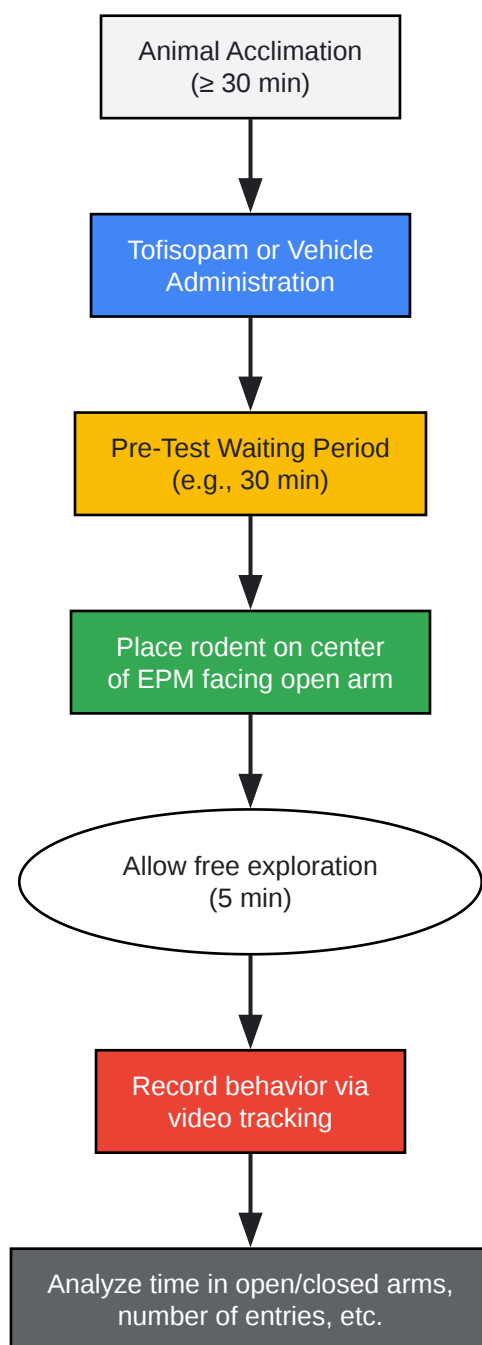 Animal Acclimation
(≥ 30 min)
Tofisopam or Vehicle
Administration
Pre-Test Waiting Period
(e.g., 30 min)
Place rodent on center
of EPM facing open arm
Allow free exploration
(5 min)
Record behavior via
video tracking
Analyze time in open/closed arms,
number of entries, etc.